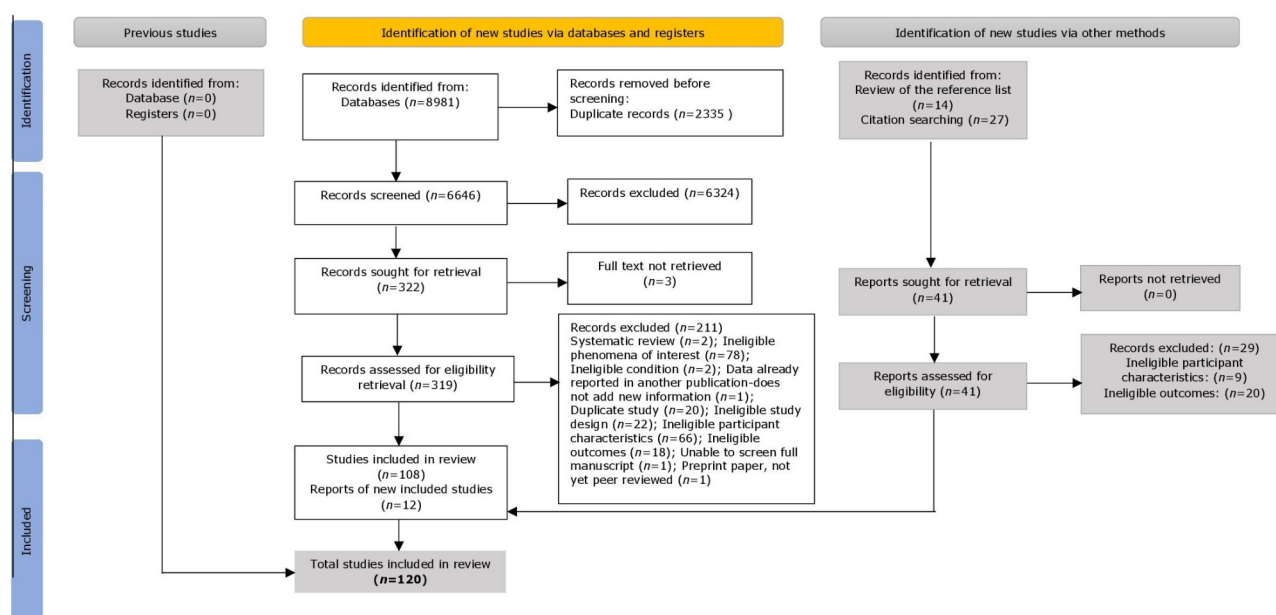 Previous studies
Identification of new studies via databases and registers
Identification of new studies via other methods
Identification
Records identified from:
Database (n=0)
Registers (n=0)
Records identified from:
Databases (n=8981)
Records removed before
screening:
Duplicate records (n=2335 )
Records identified from:
Review of the reference list
(n=14)
Citation searching (n=27)
Screening
Records screened (n=6646)
Records excluded (n=6324)
Records sought for retrieval
(n=322)
Full text not retrieved
(n=3)
Reports sought for retrieval
(n=41)
Reports not retrieved
(n=0)
Records assessed for eligibility
retrieval (n=319)
Records excluded (n=211)
Systematic review (n=2); Ineligible
phenomena of interest (n=78);
Ineligible condition (n=2); Data already
reported in another publication-does
not add new information (n=1);
Duplicate study (n=20); Ineligible study
design (n=22); Ineligible participant
characteristics (n=66); Ineligible
outcomes (n=18); Unable to screen full
manuscript (n=1); Preprint paper, not
yet peer reviewed (n=1)
Reports assessed for
eligibility (n=41)
Records excluded: (n=29)
Ineligible participant
characteristics: (n=9)
Ineligible outcomes: (n=20)
Included
Studies included in review
(n=108)
Reports of new included studies
(n=12)
Total studies included in review
(n=120)